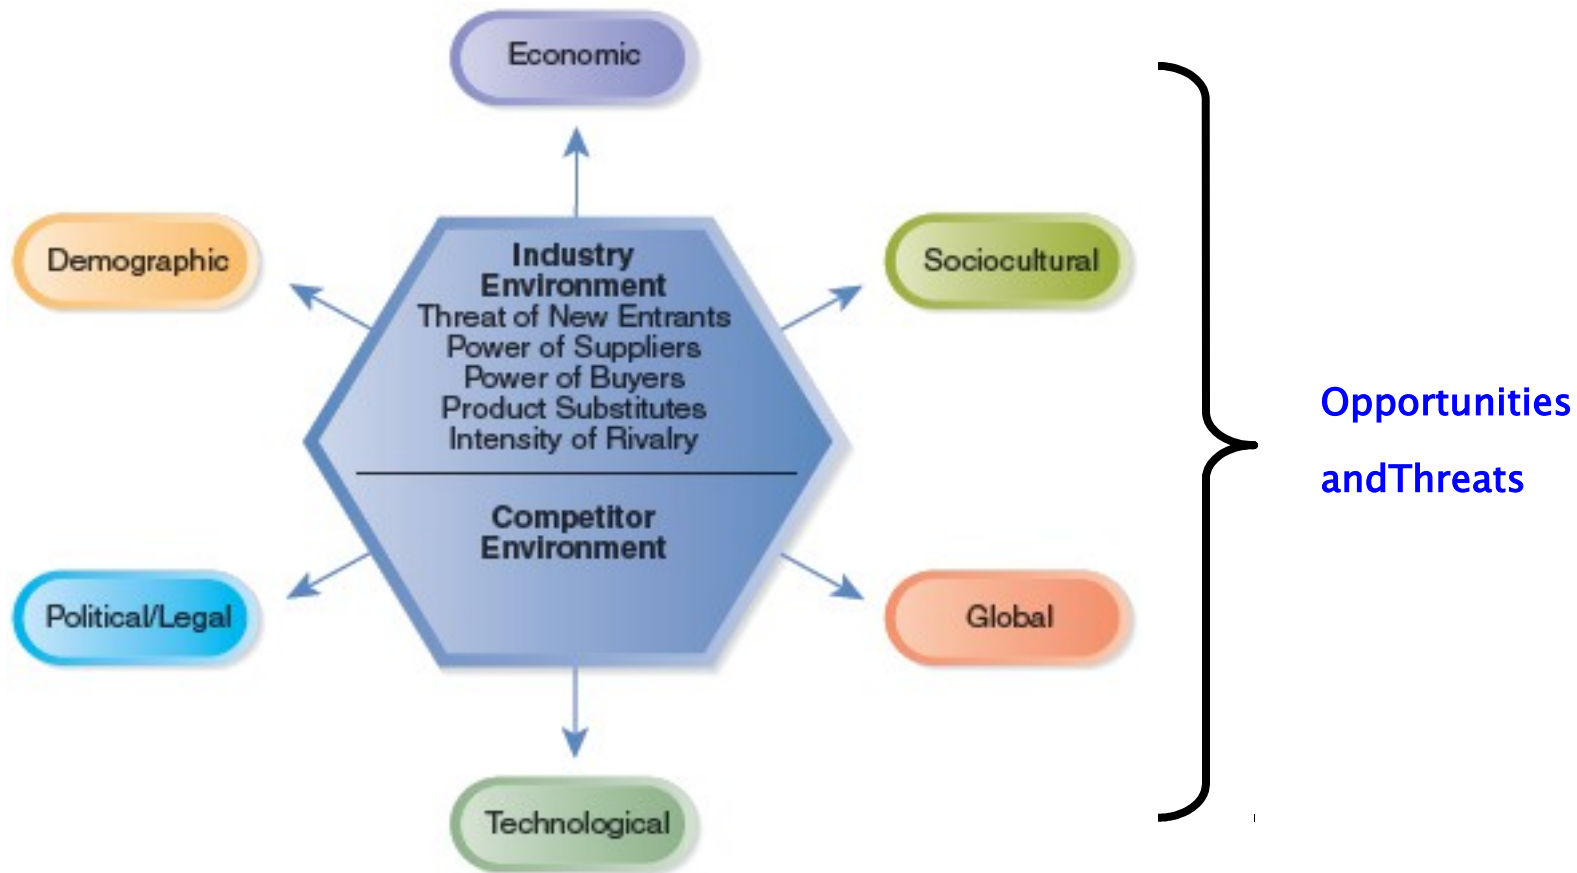 Economic
Demographic
Sociocultural
Industry
Environment
Threat of New Entrants
Power of Suppliers
Power of Buyers
Product Substitutes
Intensity of Rivalry
Competitor
Environment
Political/Legal
Global
Technological
Opportunities
andThreats